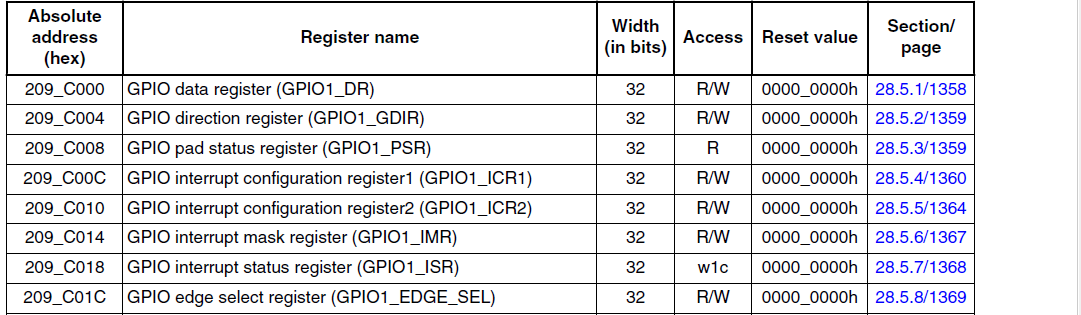 Absolute address (hex) Register name Width (in bits) Access Reset value Section/ page
209_C000 GPIO data register (GPIO1_DR) 32 R/W 0000_0000h 28.5.1/1358
209_C004 GPIO direction register (GPIO1_GDIR) 32 R/W 0000_0000h 28.5.2/1359
209_C008 GPIO pad status register (GPIO1_PSR) 32 R 0000_0000h 28.5.3/1359
209_C00C GPIO interrupt configuration register1 (GPIO1_ICR1) 32 R/W 0000_0000h 28.5.4/1360
209_C010 GPIO interrupt configuration register2 (GPIO1_ICR2) 32 R/W 0000_0000h 28.5.5/1364
209_C014 GPIO interrupt mask register (GPIO1_IMR) 32 R/W 0000_0000h 28.5.6/1367
209_C018 GPIO interrupt status register (GPIO1_ISR) 32 w1c 0000_0000h 28.5.7/1368
209_C01C GPIO edge select register (GPIO1_EDGE_SEL) 32 R/W 0000_0000h 28.5.8/1369